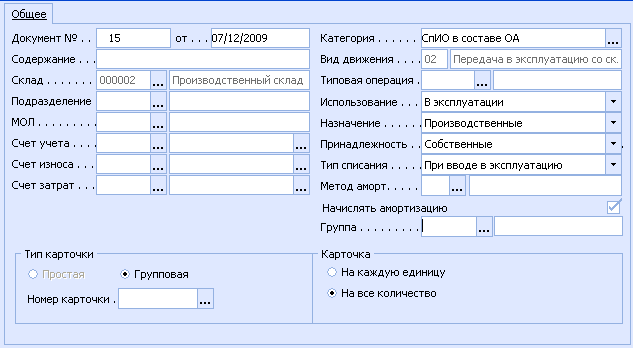 Общее
Документ № . . 15 от . . . 07/12/2009
Содержание . .
Склад . . . . . . . 000002 ... Производственный склад
Подразделение ...
МОЛ . . . . . . . . ...
Счет учета . . . . ... ...
Счет износа . . . ... ...
Счет затрат . . . ... ...
Категория . . . . . . . СпИО в составе ОА ...
Вид движения . . . . 02 Передача в эксплуатацию со ск.
Типовая операция . ...
Использование . . . . В эксплуатации
Назначение . . . . . . Производственные
Принадлежность . . Собственные
Тип списания . . . . . При вводе в эксплуатацию
Метод аморт. . . . . . ...
Начислять амортизацию
Группа . . . . . . . . . ...
Тип карточки
Простая Групповая
Номер карточки . ...
Карточка
На каждую единицу
На все количество